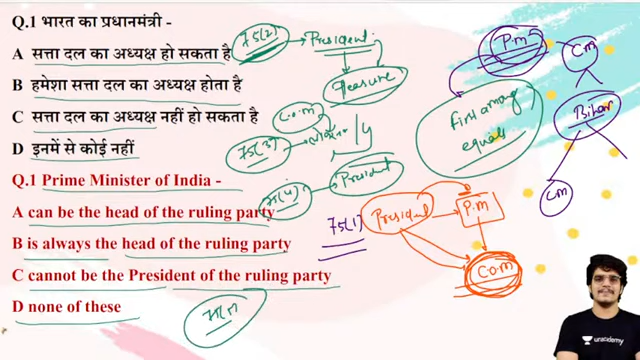 Q.1 भारत का प्रधानमंत्री -
A सत्ता दल का अध्यक्ष हो सकता है
B हमेशा सत्ता दल का अध्यक्ष होता है
C सत्ता दल का अध्यक्ष नहीं हो सकता है
D इनमें से कोई नहीं
Q.1 Prime Minister of India -
A can be the head of the ruling party
B is always the head of the ruling party
C cannot be the President of the ruling party
D none of these
75(2)
President
Pleasure
C.O.M
75(3)
President
75(1)
President
P.M
C.O.M
P.M
First among
equals
CM
Bihar
CM
unacademy